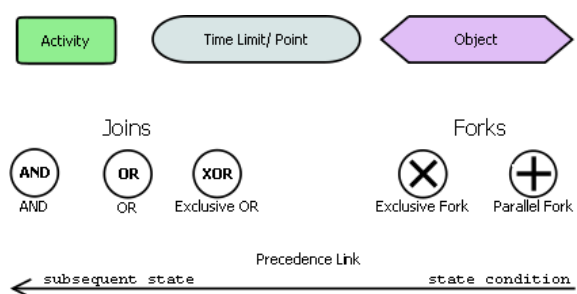 Activity
Time Limit/ Point
Object
Joins
Forks
AND
OR
XOR
AND
OR
Exclusive OR
Exclusive Fork
Parallel Fork
Precedence Link
subsequent state
state condition